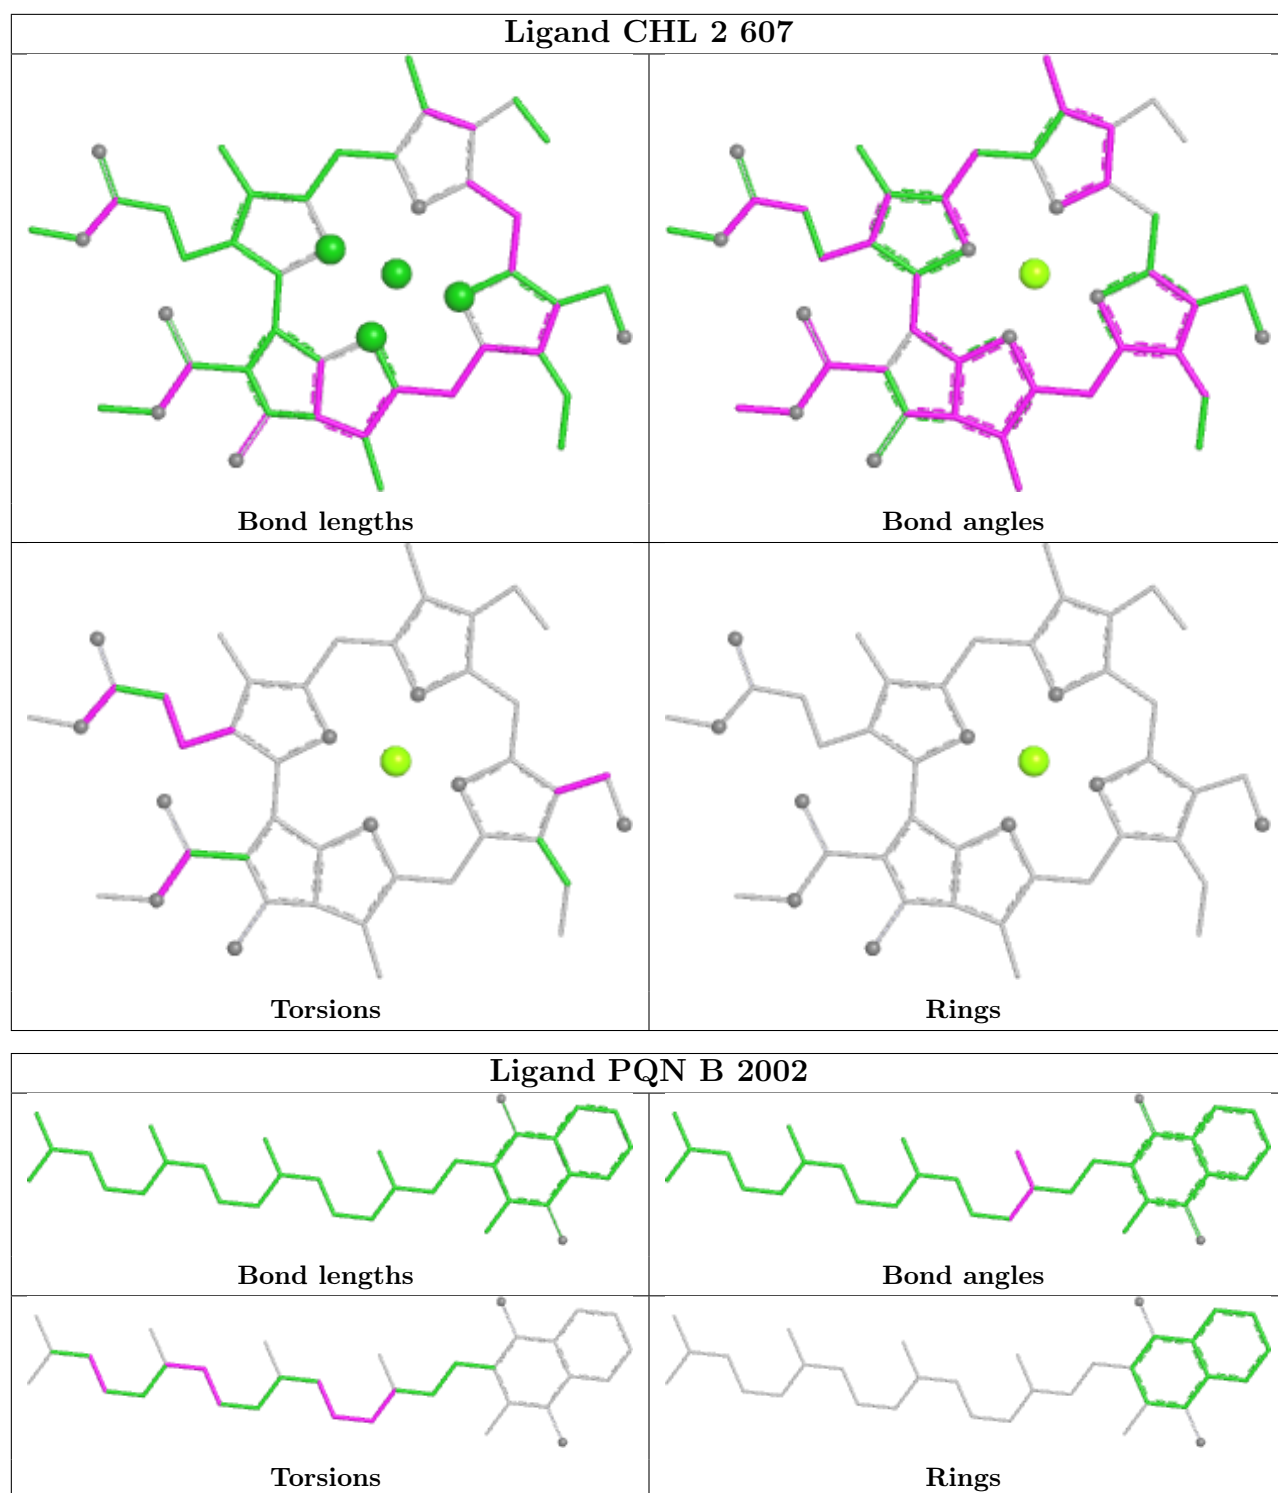 Ligand CHL 2 607
Bond lengths
Bond angles
Torsions
Rings
Ligand PQN B 2002
Bond lengths
Bond angles
Torsions
Rings